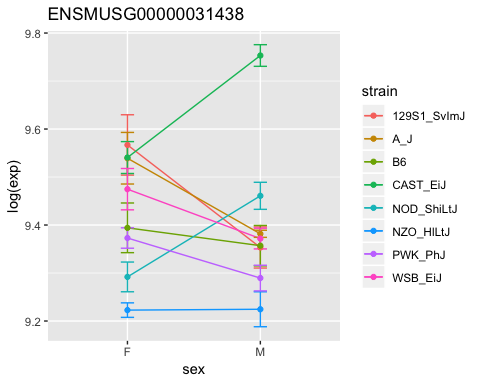 ENSMUSG00000031438
9.8
9.6
9.4
9.2
log(exp)
F
M
sex
strain
129S1_SvImJ
A_J
B6
CAST_EiJ
NOD_ShiLtJ
NZO_HILtJ
PWK_PhJ
WSB_EiJ